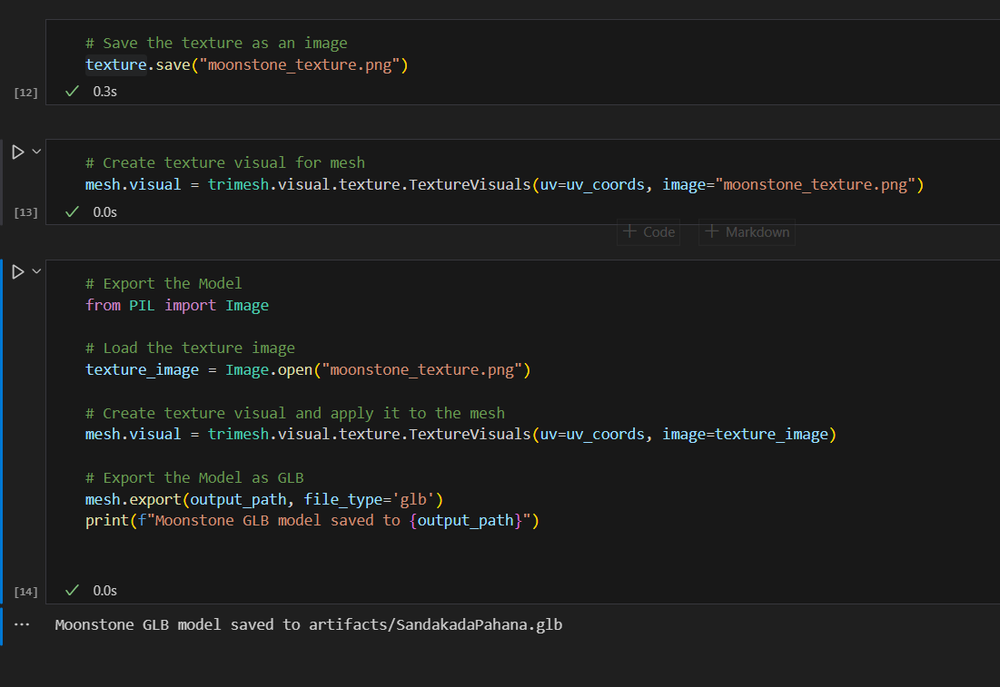 # Save the texture as an image
texture.save("moonstone_texture.png")
[12]
0.3s
# Create texture visual for mesh
mesh.visual = trimesh.visual.texture.TextureVisuals(uv=uv_coords, image="moonstone_texture.png")
[13]
0.0s
+ Code
+ Markdown
# Export the Model
from PIL import Image
# Load the texture image
texture_image = Image.open("moonstone_texture.png")
# Create texture visual and apply it to the mesh
mesh.visual = trimesh.visual.texture.TextureVisuals(uv=uv_coords, image=texture_image)
# Export the Model as GLB
mesh.export(output_path, file_type='glb')
print(f"Moonstone GLB model saved to {output_path}")
[14]
0.0s
... Moonstone GLB model saved to artifacts/SandakadaPahana.glb